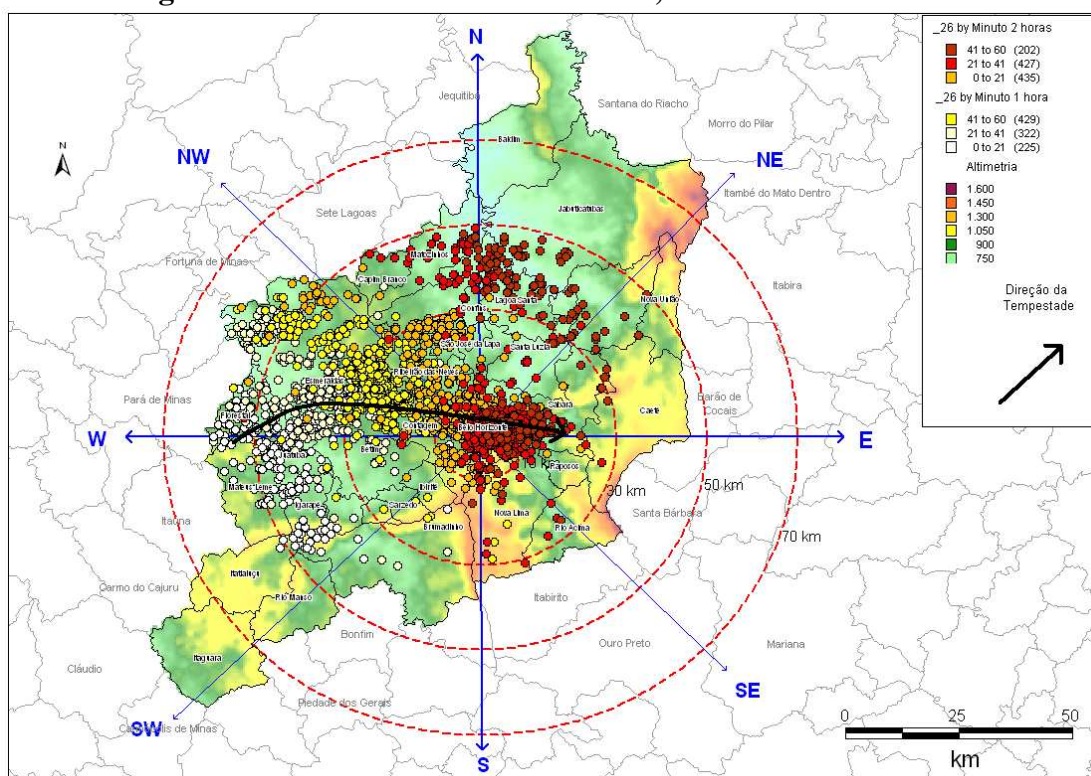 N
Jequitibá
Santana do Riacho
Morro do Pilar
Baldim
NW
N
NE
Itambé do Mato Dentro
Sete Lagoas
Jaboticatubas
Fortuna de Minas
Matozinhos
Capim Branco
Itabira
Nova União
Lagoa Santa
Confins
São José da Lapa
Santa Luzia
Ribeirão das Neves
Esmeraldas
Pará de Minas
Barão de Cocais
Sabará
Caeté
Florestal
Contagem
Belo Horizonte
W
E
Juatuba
Betim
Raposos
Mateus Leme
Ibirité
30 km
50 km
Igarapé
Sarzedo
Nova Lima
Santa Bárbara
Itaúna
Brumadinho
Rio Acima
70 km
Itatiaiuçu
Carmo do Cajuru
Rio Manso
Itabirito
Bonfim
Ouro Preto
Mariana
Itaguara
Cláudio
SE
Piedade dos Gerais
SW
S
_26 by Minuto 2 horas
41 to 60 (202)
21 to 41 (427)
0 to 21 (435)
_26 by Minuto 1 hora
41 to 60 (429)
21 to 41 (322)
0 to 21 (225)
Altimetria
1.600
1.450
1.300
1.050
900
750
Direção da
Tempestade
0 25 50
km